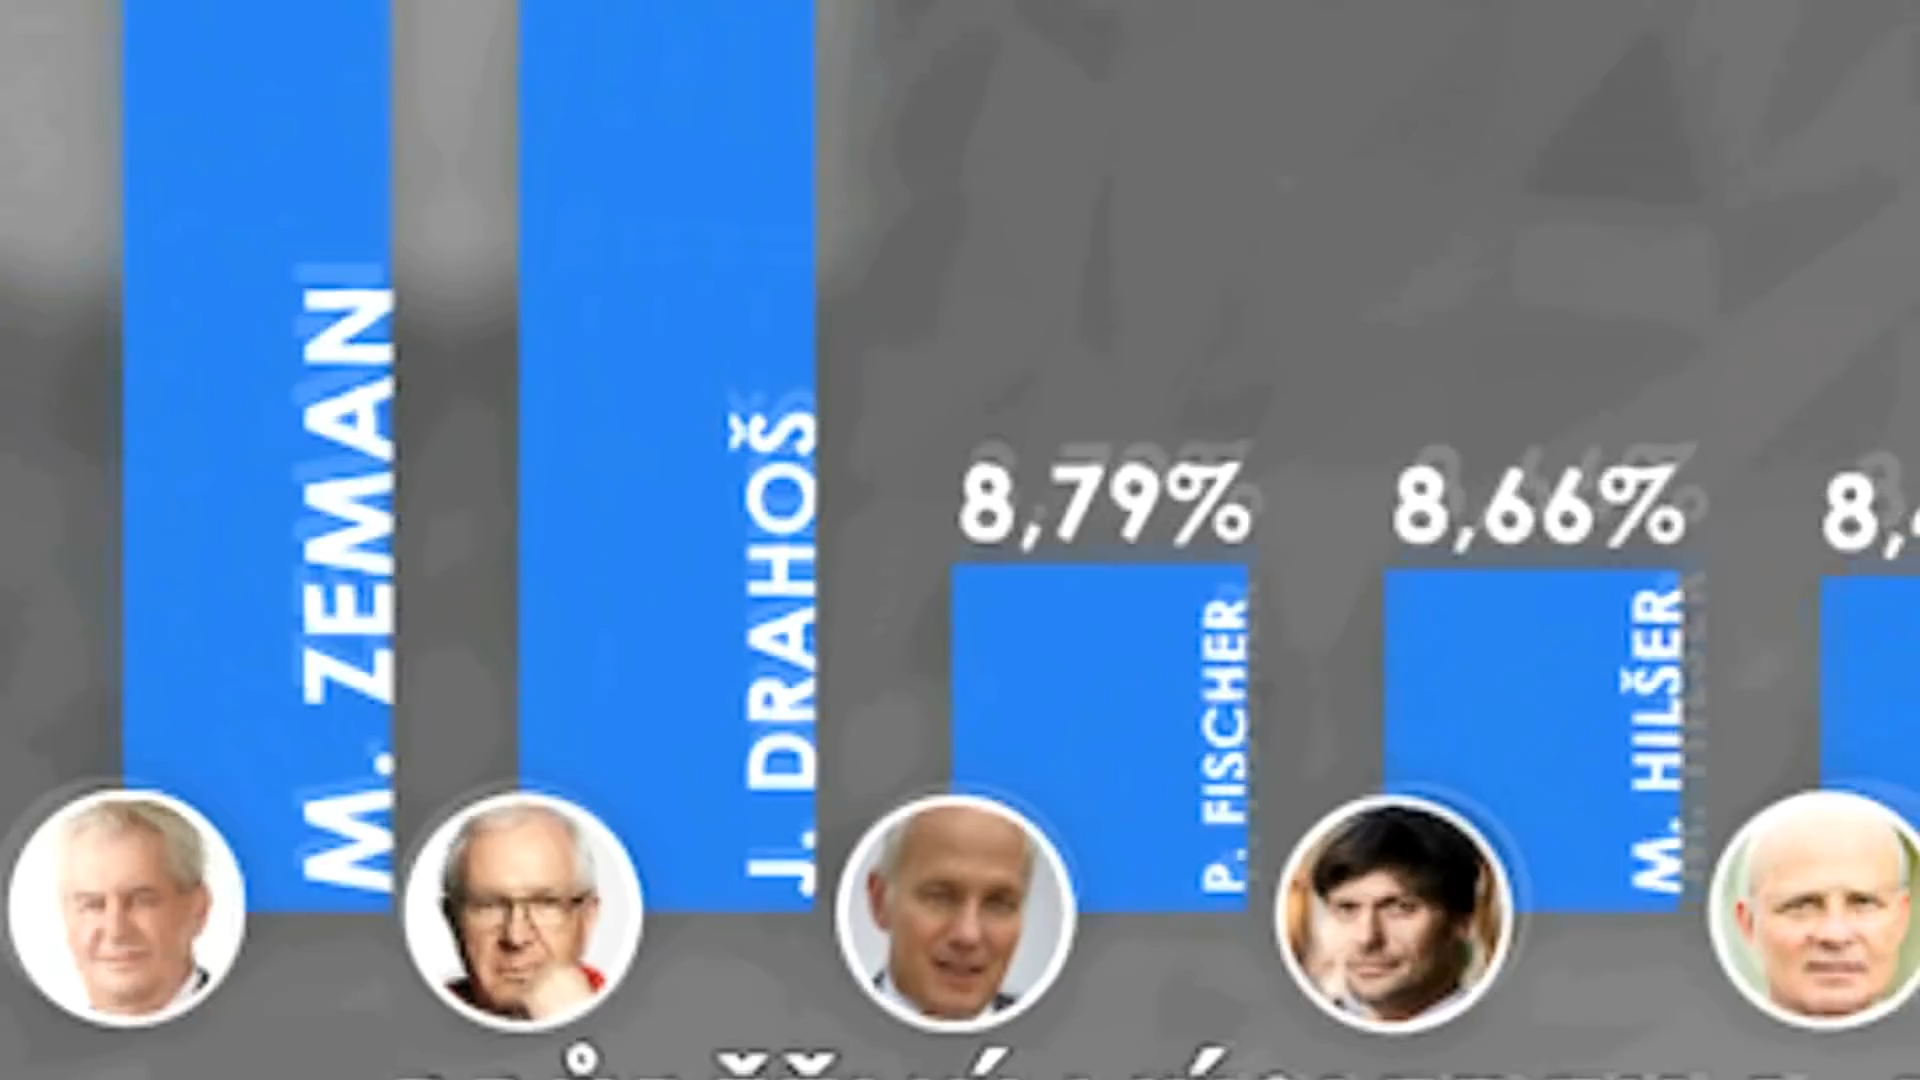 M. ZEMAN
J. DRAHOŠ
8,79%
P. FISCHER
8,66%
M. HILŠER